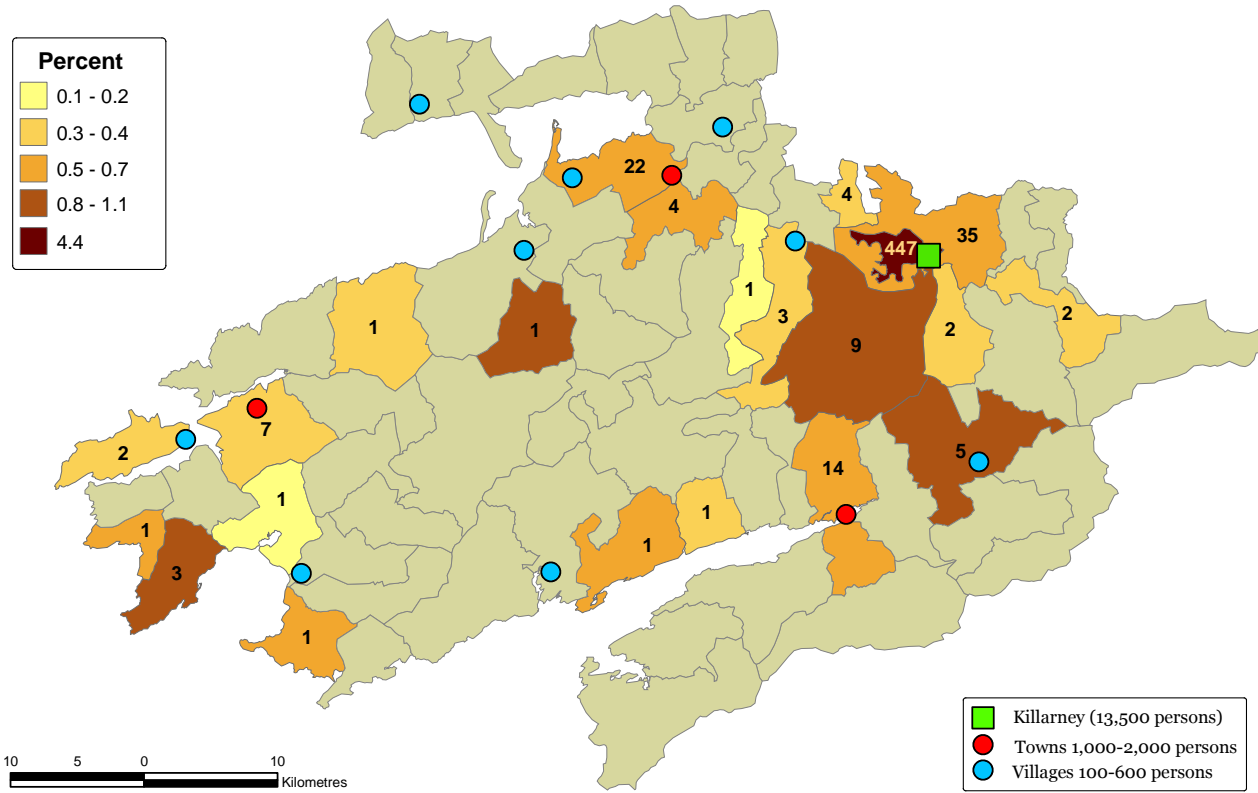 Percent
0.1 - 0.2
0.3 - 0.4
0.5 - 0.7
0.8 - 1.1
4.4
22
4
4
35
447
1
3
9
2
2
1
1
7
2
1
1
3
1
14
5
1
1
Killarney (13,500 persons)
Towns 1,000-2,000 persons
Villages 100-600 persons
10 5 0 10
Kilometres